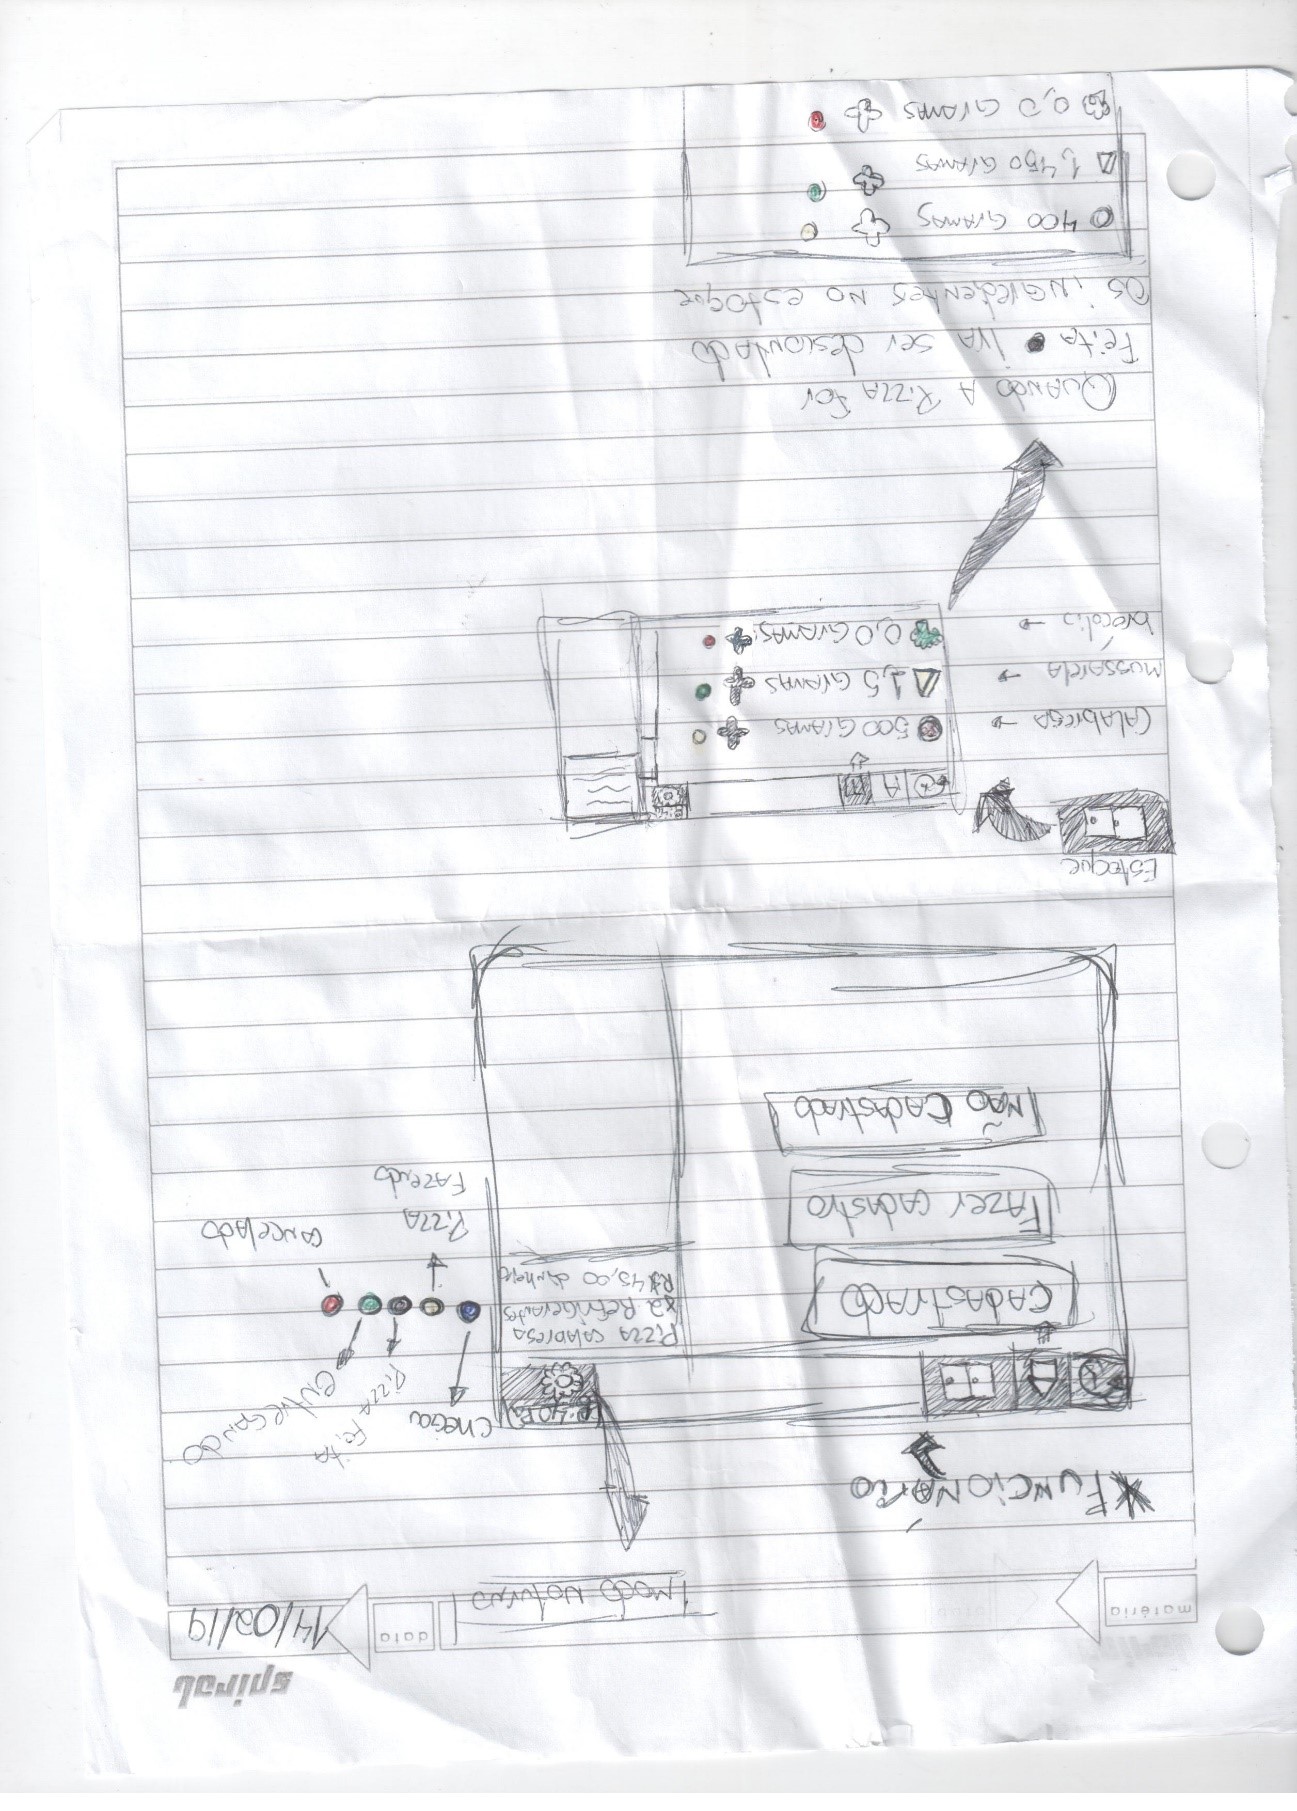 spiral
matéria
data
14/02/19
Modo Noturno
*Funcionário
Cadastrado
Fazer cadastro
Não Cadastrado
Pizza calabresa
x2 Refrigerantes
R$45,00 dinheiro
Chegou
Pizza Feita
entregando
Pizza
Fazendo
cancelado
Estoque
Calabresa
500 Gramas
mussarela
1,5 Gramas
brócolis
0,0 Gramas
Quando A Pizza For
Feita ● ira ser descontado
Os ingredientes no estoque
400 Gramas
1,450 Gramas
0,0 Gramas